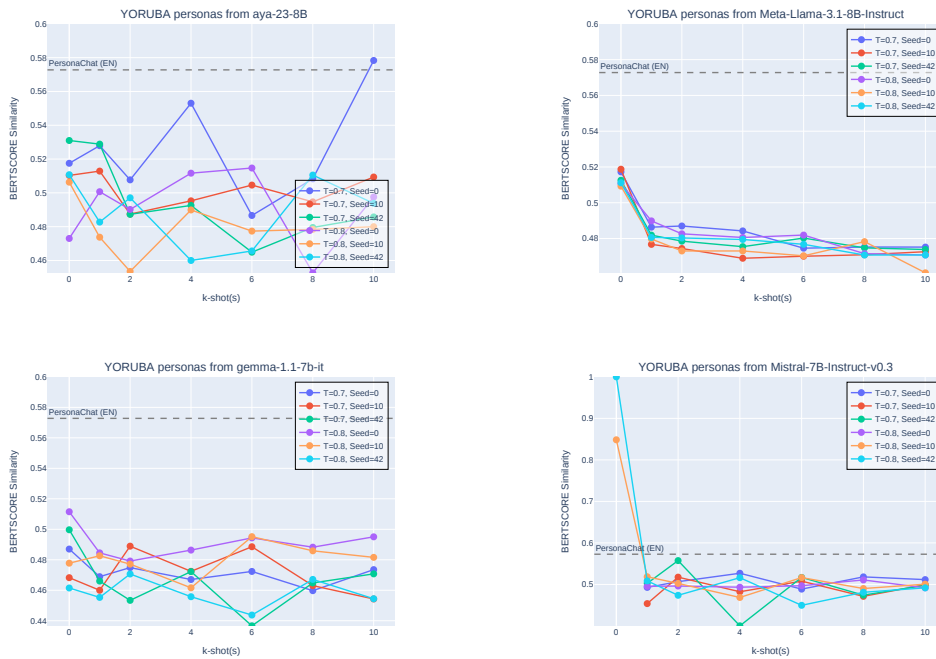 YORUBA personas from aya-23-8B
0.6
0.58
0.56
0.54
0.52
0.5
0.48
0.46
BERTSCORE Similarity
PersonaChat (EN)
T=0.7, Seed=0
T=0.7, Seed=10
T=0.7, Seed=42
T=0.8, Seed=0
T=0.8, Seed=10
T=0.8, Seed=42
0 2 4 6 8 10
k-shot(s)
YORUBA personas from Meta-Llama-3.1-8B-Instruct
0.6
0.58
0.56
0.54
0.52
0.5
0.48
BERTSCORE Similarity
PersonaChat (EN)
T=0.7, Seed=0
T=0.7, Seed=10
T=0.7, Seed=42
T=0.8, Seed=0
T=0.8, Seed=10
T=0.8, Seed=42
0 2 4 6 8 10
k-shot(s)
YORUBA personas from gemma-1.1-7b-it
0.6
0.58
0.56
0.54
0.52
0.5
0.48
0.46
0.44
BERTSCORE Similarity
PersonaChat (EN)
T=0.7, Seed=0
T=0.7, Seed=10
T=0.7, Seed=42
T=0.8, Seed=0
T=0.8, Seed=10
T=0.8, Seed=42
0 2 4 6 8 10
k-shot(s)
YORUBA personas from Mistral-7B-Instruct-v0.3
1
0.9
0.8
0.7
0.6
0.5
BERTSCORE Similarity
PersonaChat (EN)
T=0.7, Seed=0
T=0.7, Seed=10
T=0.7, Seed=42
T=0.8, Seed=0
T=0.8, Seed=10
T=0.8, Seed=42
0 2 4 6 8 10
k-shot(s)